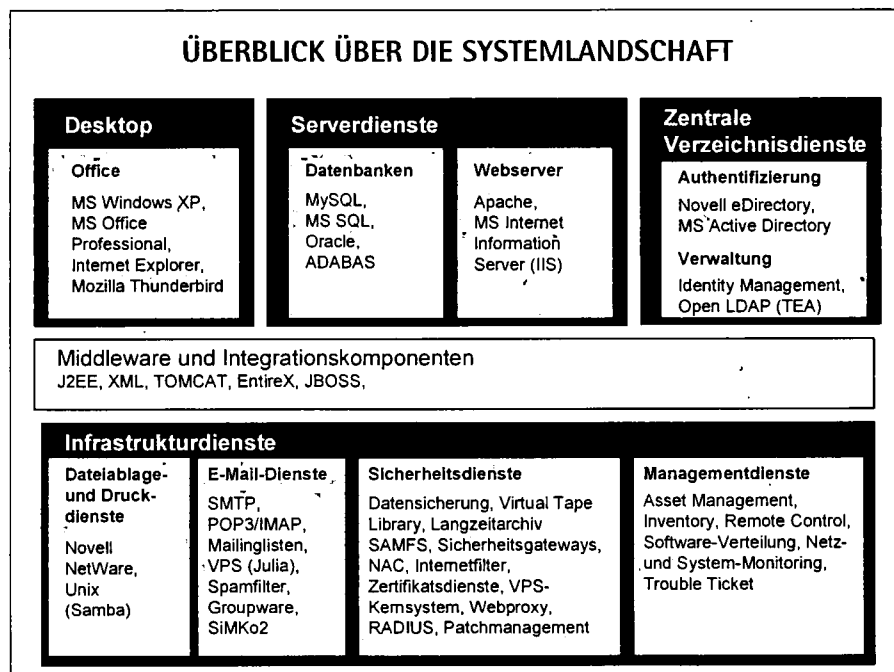 ÜBERBLICK ÜBER DIE SYSTEMLANDSCHAFT
Desktop
Office
MS Windows XP,
MS Office
Professional,
Internet Explorer,
Mozilla Thunderbird
Serverdienste
Datenbanken
MySQL,
MS SQL,
Oracle,
ADABAS
Webserver
Apache,
MS Internet
Information
Server (IIS)
Zentrale
Verzeichnisdienste
Authentifizierung
Novell eDirectory,
MS Active Directory
Verwaltung
Identity Management,
Open LDAP (TEA)
Middleware und Integrationskomponenten
J2EE, XML, TOMCAT, EntireX, JBOSS,
Infrastrukturdienste
Dateiablage-
und Druck-
dienste
Novell
NetWare,
Unix
(Samba)
E-Mail-Dienste
SMTP,
POP3/IMAP,
Mailinglisten,
VPS (Julia),
Spamfilter,
Groupware,
SiMKo2
Sicherheitsdienste
Datensicherung, Virtual Tape
Library, Langzeitarchiv
SAMFS, Sicherheitsgateways,
NAC, Internetfilter,
Zertifikatsdienste, VPS-
Kernsystem, Webproxy,
RADIUS, Patchmanagement
Managementdienste
Asset Management,
Inventory, Remote Control,
Software-Verteilung, Netz-
und System-Monitoring,
Trouble Ticket